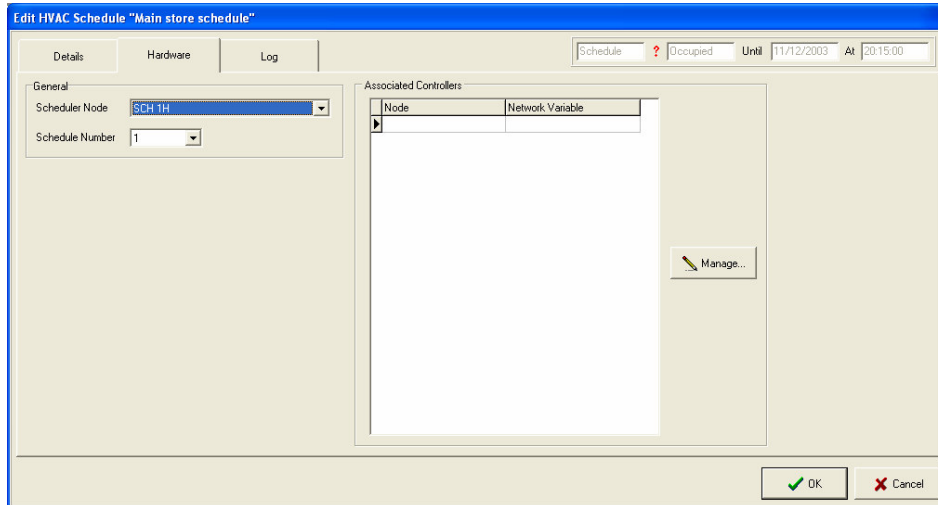 Edit HVAC Schedule "Main store schedule"
Details Hardware Log Schedule ? Occupied Until 11/12/2003 At 20:15:00
General
Scheduler Node SCH 1H
Schedule Number 1
Associated Controllers
Node Network Variable
Manage...
OK Cancel